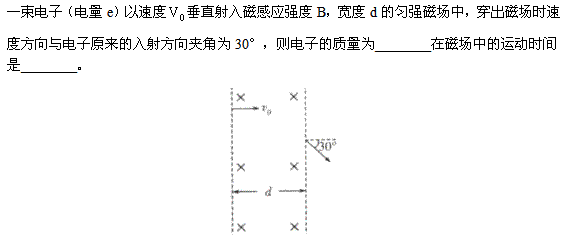 一束电子（电量 e）以速度 V₀ 垂直射入磁感应强度 B，宽度 d 的匀强磁场中，穿出磁场时速
度方向与电子原来的入射方向夹角为 30°，则电子的质量为________在磁场中的运动时间
是________。
× ×
v₀
30°
× ×
d
× ×